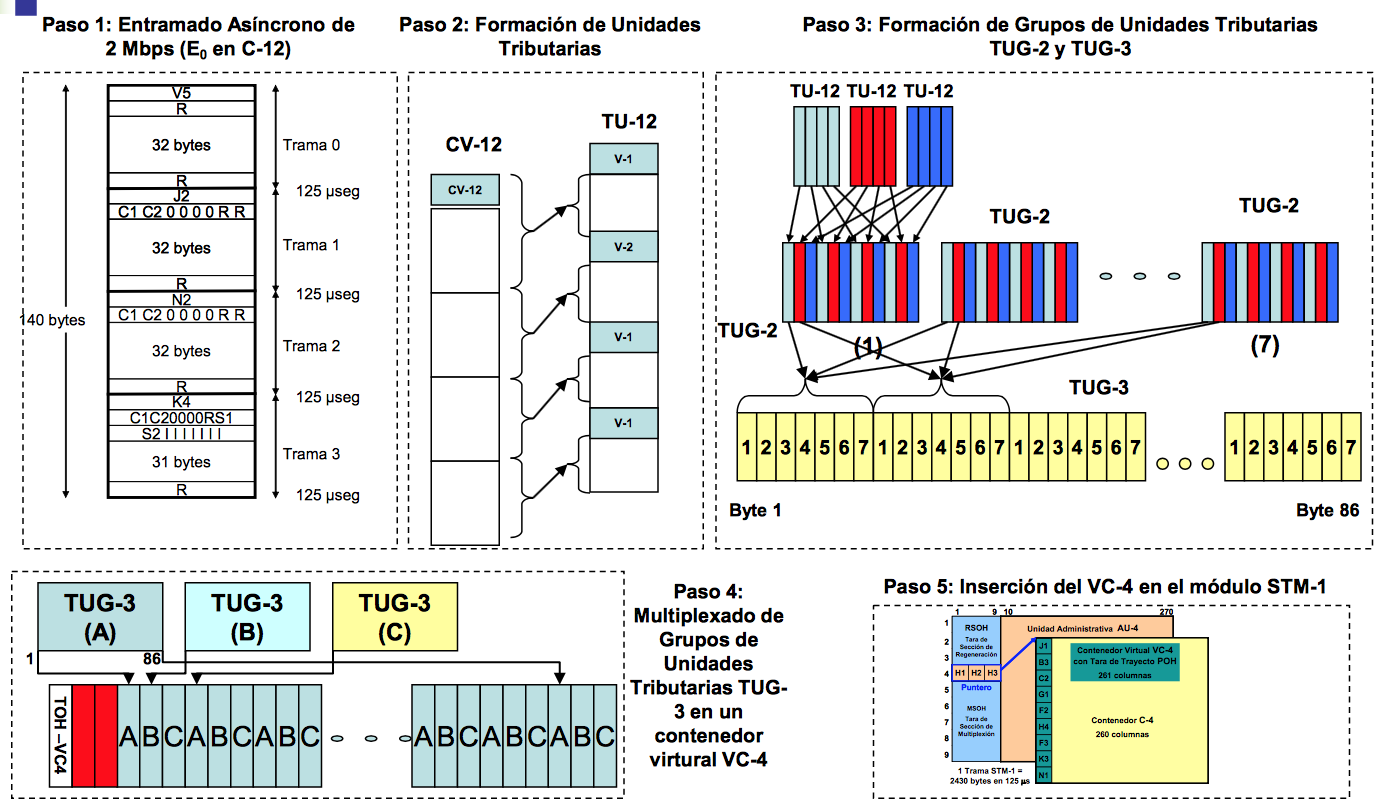 Paso 1: Entramado Asíncrono de
2 Mbps (E0 en C-12)
140 bytes
V5
R
32 bytes
R
J2
C1 C2 0 0 0 0 R R
32 bytes
R
N2
C1 C2 0 0 0 0 R R
32 bytes
R
K4
C1C20000RS1
S2 I I I I I I I
31 bytes
R
Trama 0
125 µseg
Trama 1
125 µseg
Trama 2
125 µseg
Trama 3
125 µseg
Paso 2: Formación de Unidades
Tributarias
CV-12
CV-12
TU-12
V-1
V-2
V-1
V-1
Paso 3: Formación de Grupos de Unidades Tributarias
TUG-2 y TUG-3
TU-12 TU-12 TU-12
TUG-2
TUG-2
TUG-2
(1)
(7)
TUG-3
1 2 3 4 5 6 7 1 2 3 4 5 6 7 1 2 3 4 5 6 7
1 2 3 4 5 6 7
Byte 1
Byte 86
TUG-3
(A)
TUG-3
(B)
TUG-3
(C)
1
86
TOH –VC4
A B C A B C A B C
A B C A B C A B C
Paso 4:
Multiplexado de
Grupos de
Unidades
Tributarias TUG-
3 en un
contenedor
virtural VC-4
Paso 5: Inserción del VC-4 en el módulo STM-1
1 9 10 270
1
2
3
4
5
6
7
8
9
RSOH
Tara de
Sección de
Regeneración
H1 H2 H3
Puntero
MSOH
Tara de
Sección de
Multiplexión
Unidad Administrativa AU-4
J1
B3
C2
G1
F2
H4
F3
K3
N1
Contenedor Virtual VC-4
con Tara de Trayecto POH
261 columnas
Contenedor C-4
260 columnas
1 Trama STM-1 =
2430 bytes en 125 µs